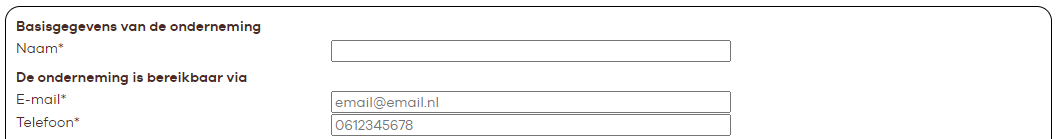 Basisgegevens van de onderneming
Naam*
De onderneming is bereikbaar via
E-mail* email@email.nl
Telefoon* 0612345678